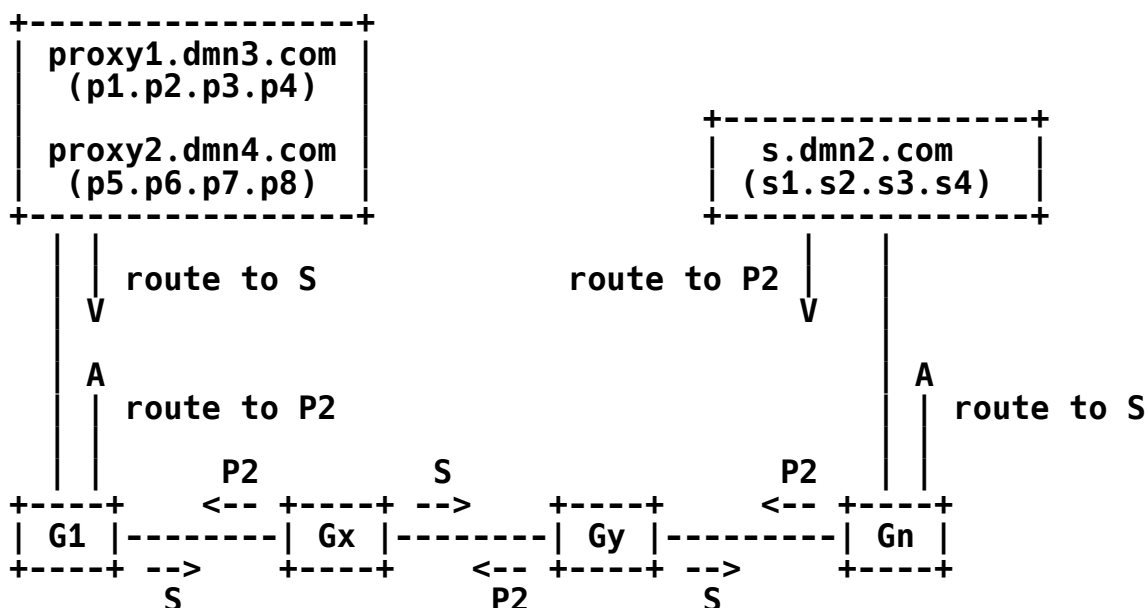 proxy1.dmn3.com
(p1.p2.p3.p4)
proxy2.dmn4.com
(p5.p6.p7.p8)
s.dmn2.com
(s1.s2.s3.s4)
route to S
route to P2
V
V
A
A
route to P2
route to S
P2 S P2
<-- --> <--
G1 Gx Gy Gn
--> <-- -->
S P2 S